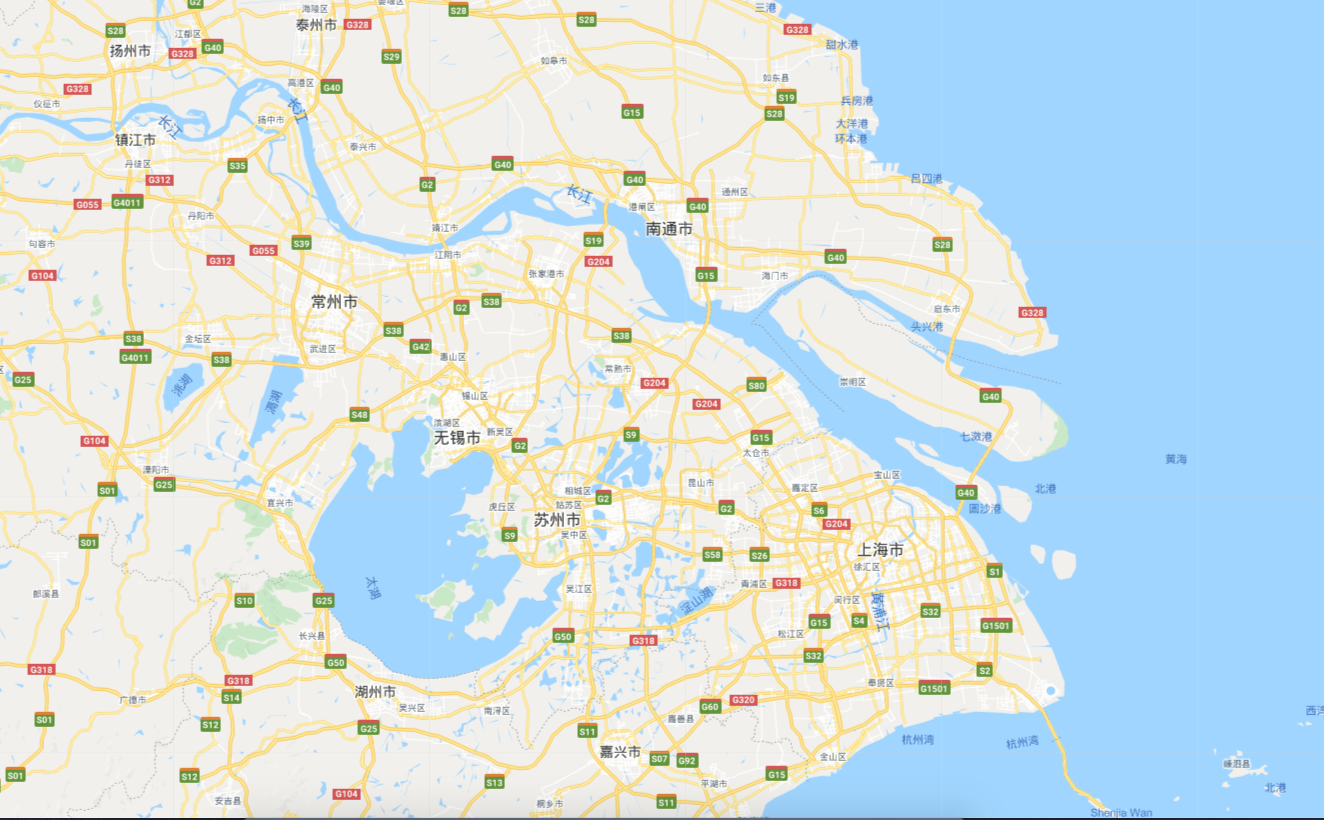 G2
海陵区
S28
三港
泰州市
G328
S28
G328
S28
江都区
甜水港
扬州市
G328
G40
S29
如皋市
如东县
G328
高港区
G40
S19
兵房港
仪征市
长江
G15
S28
长江
扬中市
大洋港
镇江市
泰兴市
环本港
丹徒区
S35
G40
G312
G2
G40
吕四港
长江
通州区
G055
G4011
港闸区
G40
丹阳市
靖江市
南通市
句容市
S39
S19
S28
G055
江阴市
G312
G204
G40
G104
张家港市
G15
海门市
常州市
G2
S38
启东市
G328
S38
头兴港
S38
金坛区
S38
G42
武进区
惠山区
G4011
S38
常熟市
G25
洮湖
G204
S80
崇明区
滆湖
锡山区
G40
S48
G204
滨湖区
新吴区
无锡市
S9
G15
七滧港
G104
G2
太仓市
黄海
溧阳市
G25
宝山区
S01
相城区
昆山市
嘉定区
G40
北港
宜兴市
虎丘区
姑苏区
G2
G2
S6
圆沙港
苏州市
G204
S01
S9
吴中区
上海市
S58
S26
徐汇区
S1
太湖
吴江区
青浦区
G318
郎溪县
S10
G25
淀山湖
闵行区
黄浦江
S32
长兴县
G50
G318
松江区
G15
S4
G1501
G50
S32
G318
G318
S2
湖州市
奉贤区
G1501
S14
广德市
吴兴区
南浔区
G60
G320
S01
S12
G25
嘉善县
S11
杭州湾
杭州湾
嘉兴市
S07
G92
金山区
嵊泗县
S01
S12
S13
G15
平湖市
北港
G104
安吉县
桐乡市
S11
Shenjia Wan